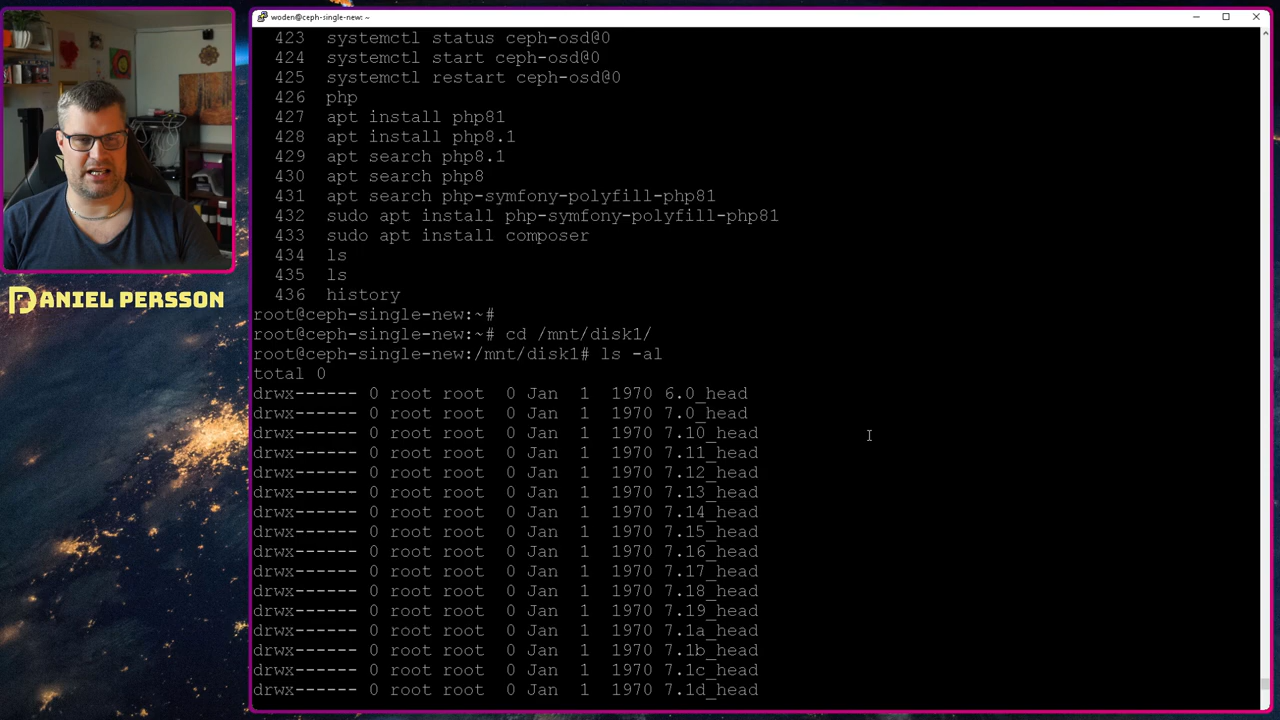 woden@ceph-single-new: ~
423 systemctl status ceph-osd@0
424 systemctl start ceph-osd@0
425 systemctl restart ceph-osd@0
426 php
427 apt install php81
428 apt install php8.1
429 apt search php8.1
430 apt search php8
431 apt search php-symfony-polyfill-php81
432 sudo apt install php-symfony-polyfill-php81
433 sudo apt install composer
434 ls
435 ls
436 history
root@ceph-single-new:~#
root@ceph-single-new:~# cd /mnt/disk1/
root@ceph-single-new:/mnt/disk1# ls -al
total 0
drwx------ 0 root root 0 Jan 1 1970 6.0_head
drwx------ 0 root root 0 Jan 1 1970 7.0_head
drwx------ 0 root root 0 Jan 1 1970 7.10_head
drwx------ 0 root root 0 Jan 1 1970 7.11_head
drwx------ 0 root root 0 Jan 1 1970 7.12_head
drwx------ 0 root root 0 Jan 1 1970 7.13_head
drwx------ 0 root root 0 Jan 1 1970 7.14_head
drwx------ 0 root root 0 Jan 1 1970 7.15_head
drwx------ 0 root root 0 Jan 1 1970 7.16_head
drwx------ 0 root root 0 Jan 1 1970 7.17_head
drwx------ 0 root root 0 Jan 1 1970 7.18_head
drwx------ 0 root root 0 Jan 1 1970 7.19_head
drwx------ 0 root root 0 Jan 1 1970 7.1a_head
drwx------ 0 root root 0 Jan 1 1970 7.1b_head
drwx------ 0 root root 0 Jan 1 1970 7.1c_head
drwx------ 0 root root 0 Jan 1 1970 7.1d_head
DANIEL PERSSON